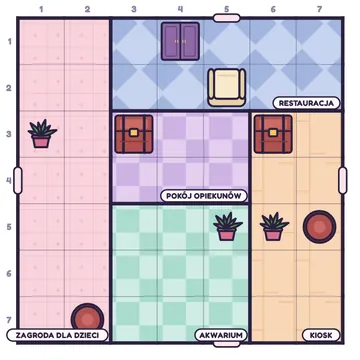 1 2 3 4 5 6 7
1
2
RESTAURACJA
3
4
POKÓJ OPIEKUNÓW
5
6
7
ZAGRODA DLA DZIECI AKWARIUM KIOSK